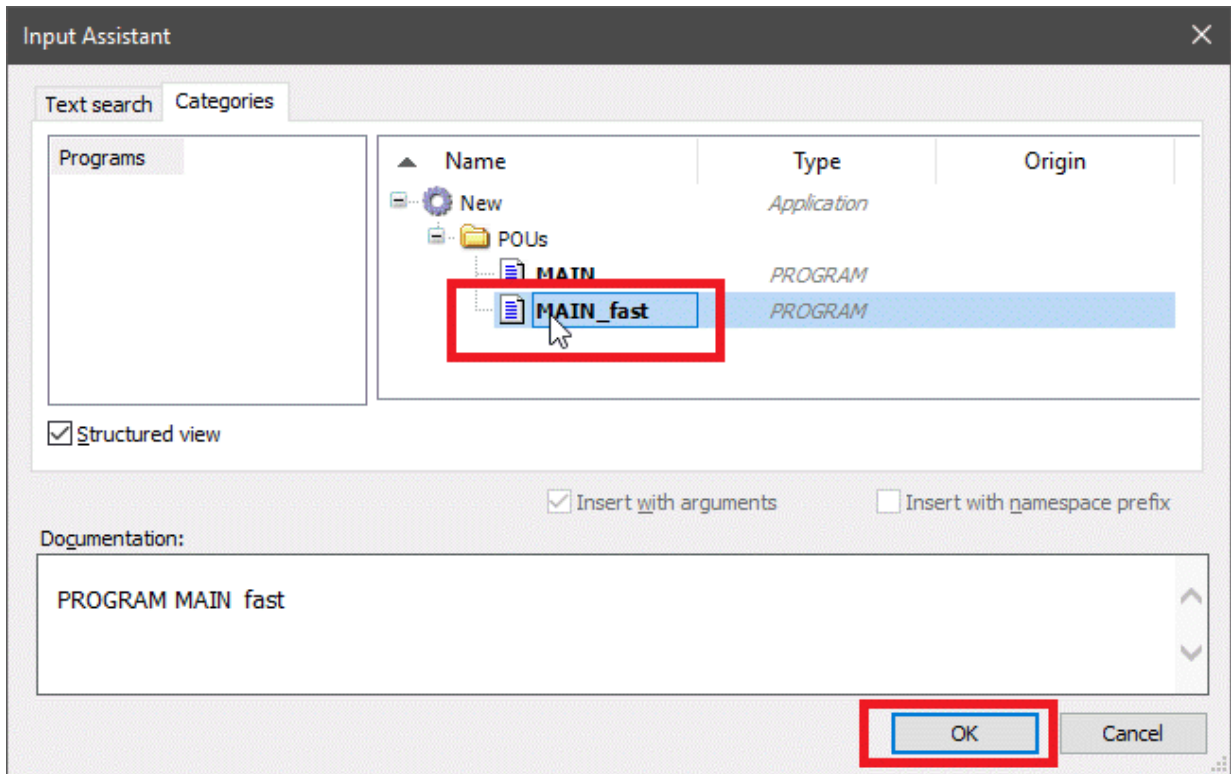 Input Assistant
Text search Categories
Programs
Name Type Origin
New Application
POUs
MAIN PROGRAM
MAIN_fast PROGRAM
Structured view
Insert with arguments Insert with namespace prefix
Documentation:
PROGRAM MAIN fast
OK Cancel